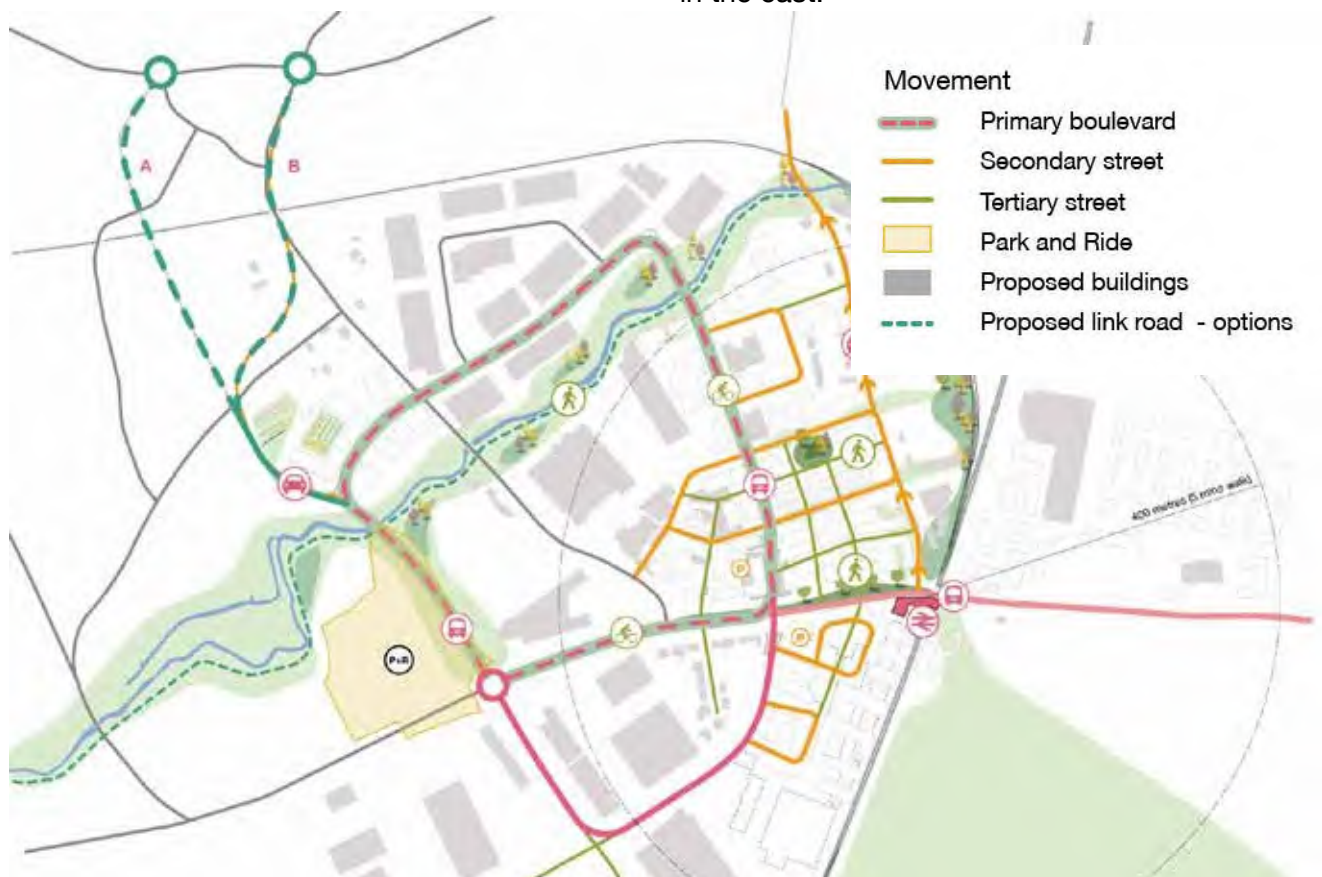 in the east.
Movement
Primary boulevard
Secondary street
Tertiary street
Park and Ride
Proposed buildings
Proposed link road - options
A
B
400 metres (5 mins walk)
P
P
P+R